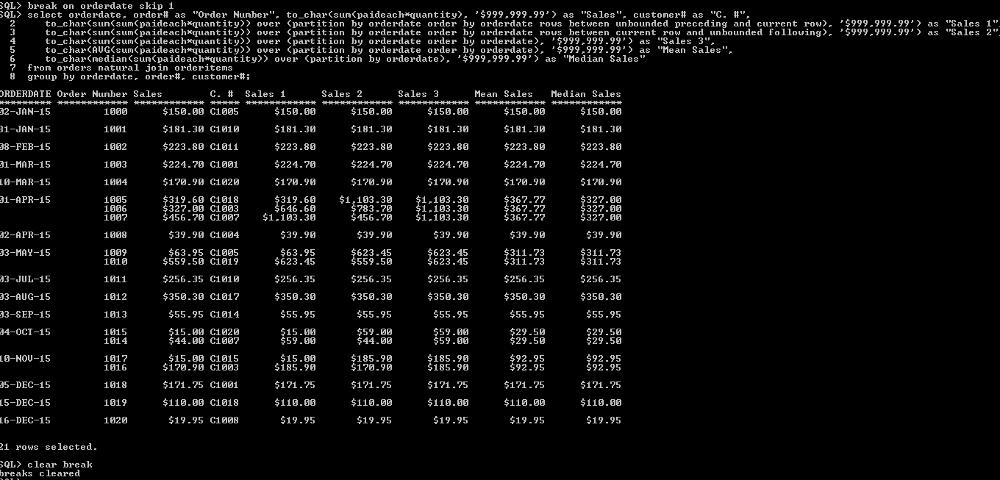 SQL> break on orderdate skip 1
SQL> select orderdate, order# as "Order Number", to_char(sum(paideach*quantity), '$999,999.99') as "Sales", customer# as "C. #",
2 to_char(sum(sum(paideach*quantity)) over (partition by orderdate order by orderdate rows between unbounded preceding and current row), '$999,999.99') as "Sales 1",
3 to_char(sum(sum(paideach*quantity)) over (partition by orderdate order by orderdate rows between current row and unbounded following), '$999,999.99') as "Sales 2",
4 to_char(sum(sum(paideach*quantity)) over (partition by orderdate order by orderdate), '$999,999.99') as "Sales 3",
5 to_char(AVG(sum(paideach*quantity)) over (partition by orderdate order by orderdate), '$999,999.99') as "Mean Sales",
6 to_char(median(sum(paideach*quantity)) over (partition by orderdate), '$999,999.99') as "Median Sales"
7 from orders natural join orderitems
8 group by orderdate, order#, customer#;
ORDERDATE Order Number Sales C. # Sales 1 Sales 2 Sales 3 Mean Sales Median Sales
********* ************ ************ ***** ************ ************ ************ ************ ************
02-JAN-15 1000 $150.00 C1005 $150.00 $150.00 $150.00 $150.00 $150.00
31-JAN-15 1001 $181.30 C1010 $181.30 $181.30 $181.30 $181.30 $181.30
08-FEB-15 1002 $223.80 C1011 $223.80 $223.80 $223.80 $223.80 $223.80
01-MAR-15 1003 $224.70 C1001 $224.70 $224.70 $224.70 $224.70 $224.70
10-MAR-15 1004 $170.90 C1020 $170.90 $170.90 $170.90 $170.90 $170.90
01-APR-15 1005 $319.60 C1018 $319.60 $1,103.30 $1,103.30 $367.77 $327.00
1006 $327.00 C1003 $646.60 $783.70 $1,103.30 $367.77 $327.00
1007 $456.70 C1007 $1,103.30 $456.70 $1,103.30 $367.77 $327.00
02-APR-15 1008 $39.90 C1004 $39.90 $39.90 $39.90 $39.90 $39.90
03-MAY-15 1009 $63.95 C1005 $63.95 $623.45 $623.45 $311.73 $311.73
1010 $559.50 C1019 $623.45 $559.50 $623.45 $311.73 $311.73
03-JUL-15 1011 $256.35 C1010 $256.35 $256.35 $256.35 $256.35 $256.35
03-AUG-15 1012 $350.30 C1017 $350.30 $350.30 $350.30 $350.30 $350.30
03-SEP-15 1013 $55.95 C1014 $55.95 $55.95 $55.95 $55.95 $55.95
04-OCT-15 1015 $15.00 C1020 $15.00 $59.00 $59.00 $29.50 $29.50
1014 $44.00 C1007 $59.00 $44.00 $59.00 $29.50 $29.50
10-NOV-15 1017 $15.00 C1015 $15.00 $185.90 $185.90 $92.95 $92.95
1016 $170.90 C1003 $185.90 $170.90 $185.90 $92.95 $92.95
05-DEC-15 1018 $171.75 C1001 $171.75 $171.75 $171.75 $171.75 $171.75
15-DEC-15 1019 $110.00 C1018 $110.00 $110.00 $110.00 $110.00 $110.00
16-DEC-15 1020 $19.95 C1008 $19.95 $19.95 $19.95 $19.95 $19.95
21 rows selected.
SQL> clear break
breaks cleared